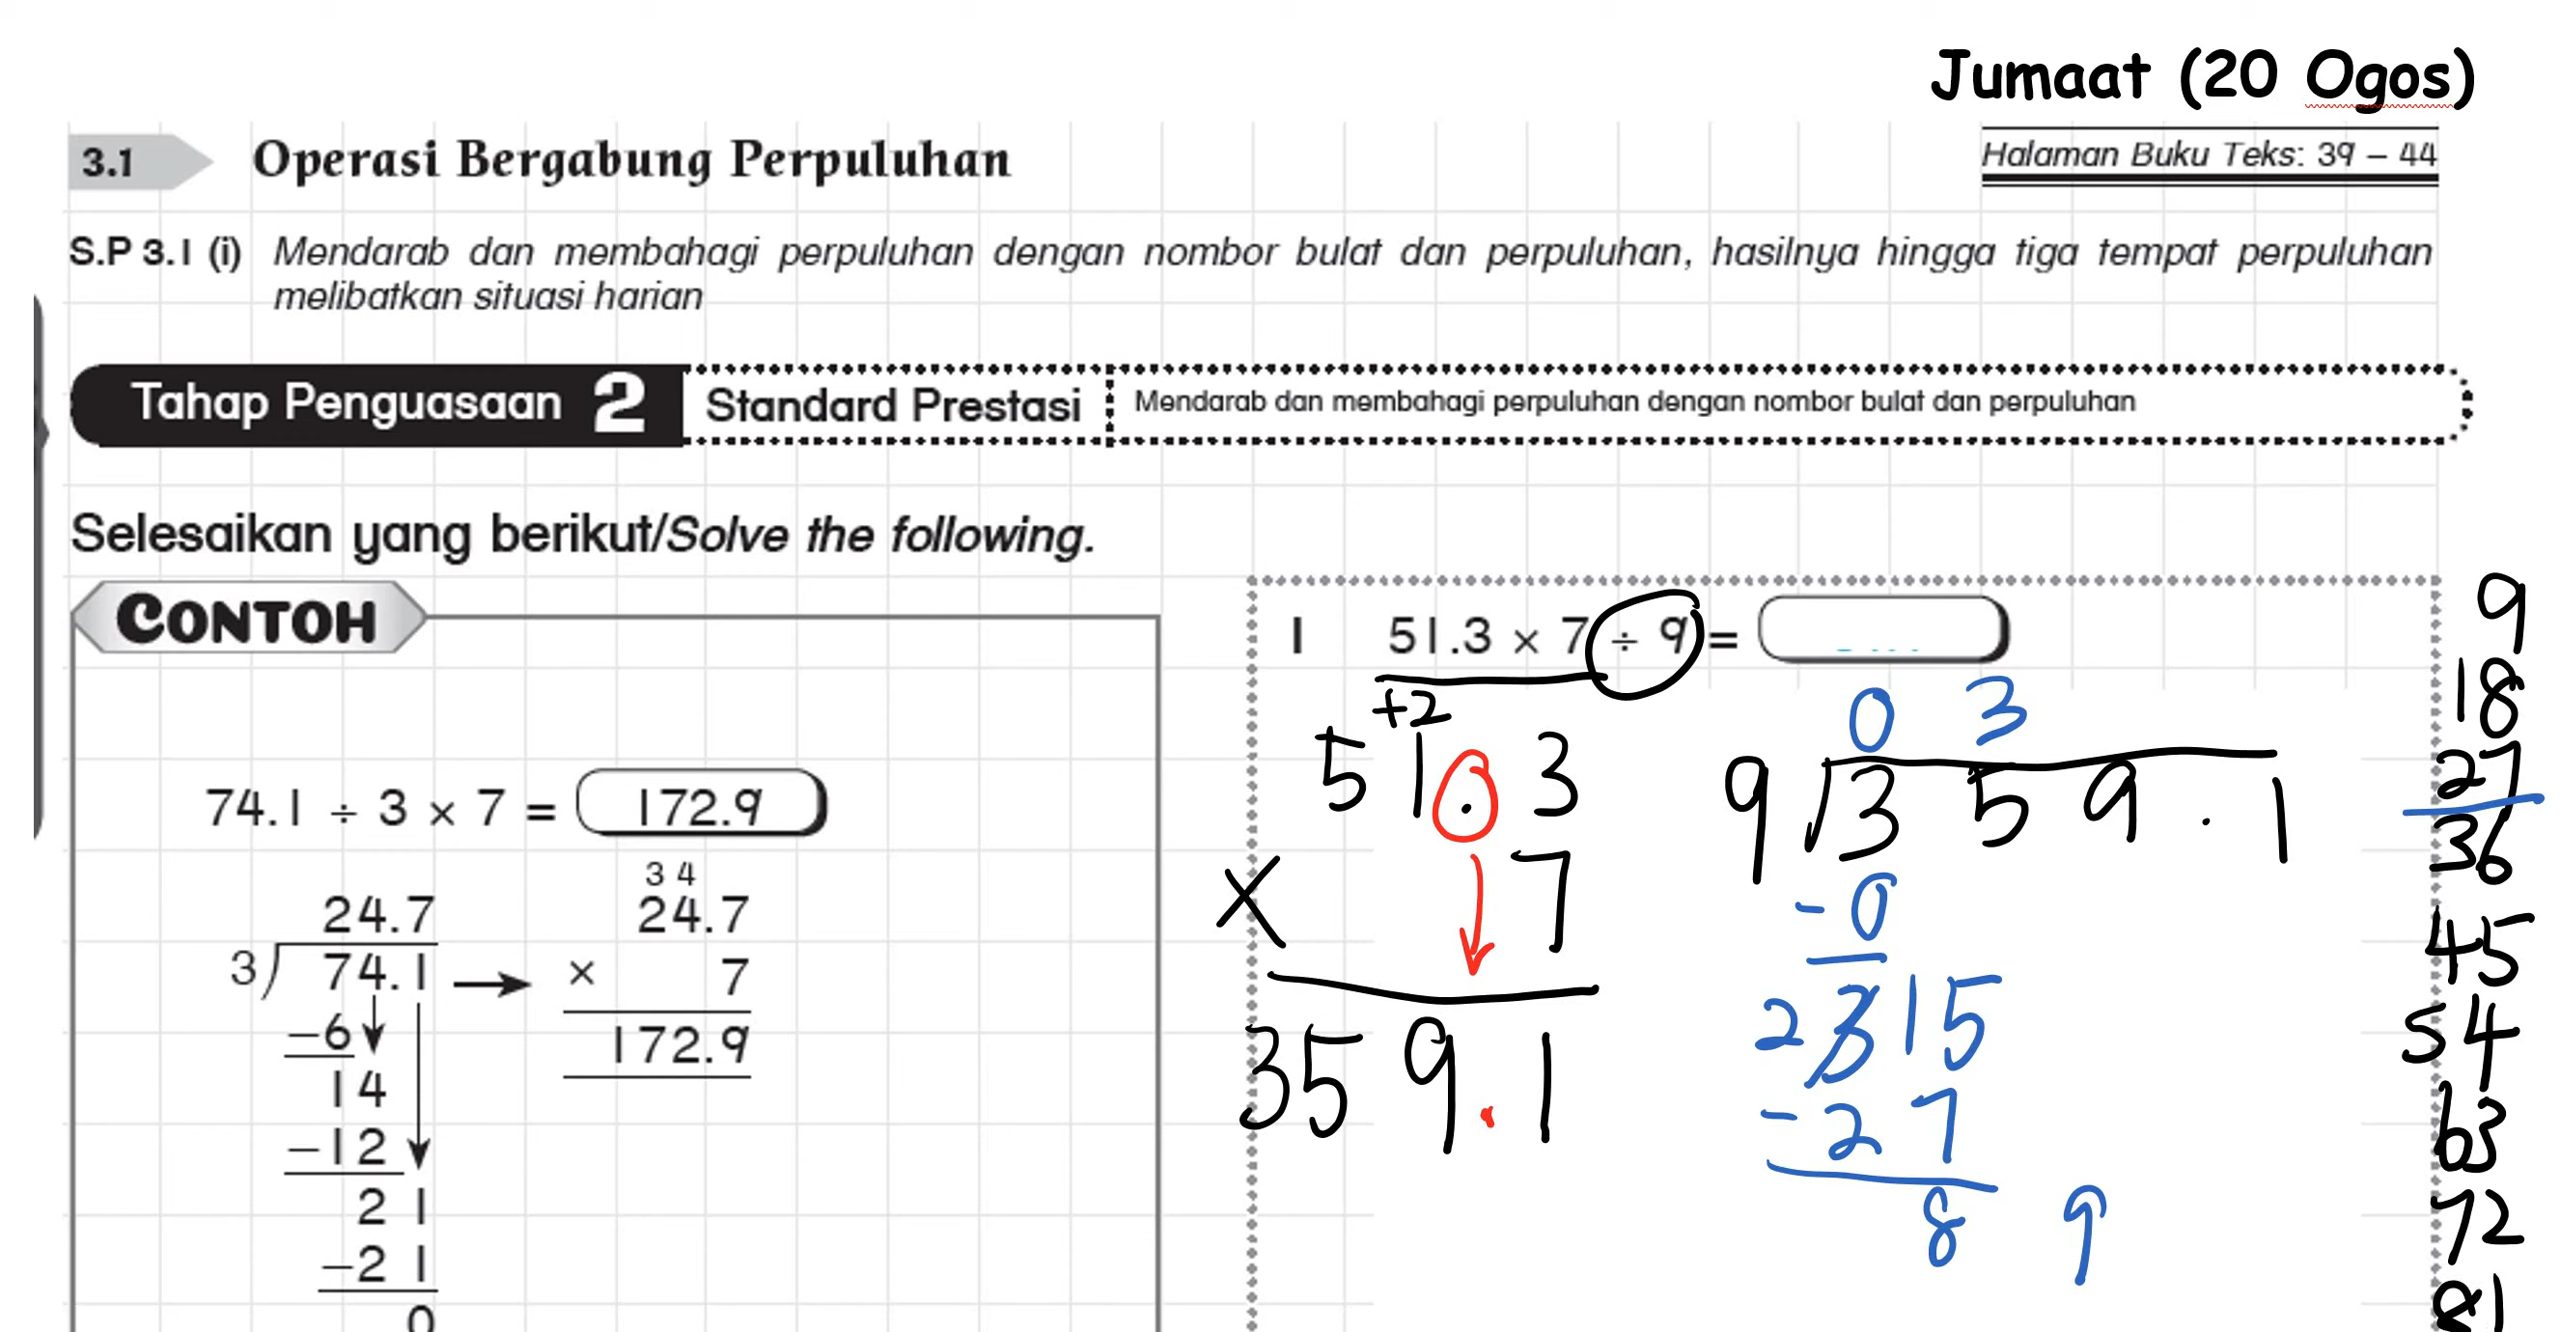 Jumaat (20 Ogos)
3.1 Operasi Bergabung Perpuluhan
Halaman Buku Teks: 39 – 44
S.P 3.1 (i) Mendarab dan membahagi perpuluhan dengan nombor bulat dan perpuluhan, hasilnya hingga tiga tempat perpuluhan
melibatkan situasi harian
Tahap Penguasaan 2 Standard Prestasi Mendarab dan membahagi perpuluhan dengan nombor bulat dan perpuluhan
Selesaikan yang berikut/Solve the following.
CONTOH
74.1 ÷ 3 × 7 = 172.9
24.7
3) 74.1
–6
14
–12
21
–21
0
3 4
24.7
× 7
172.9
1 51.3 × 7 ÷ 9 =
+2
51.3
× 7
359.1
0 3
9)359.1
-0
2 3 15
-27
8 9
9
18
27
36
45
54
63
72
81